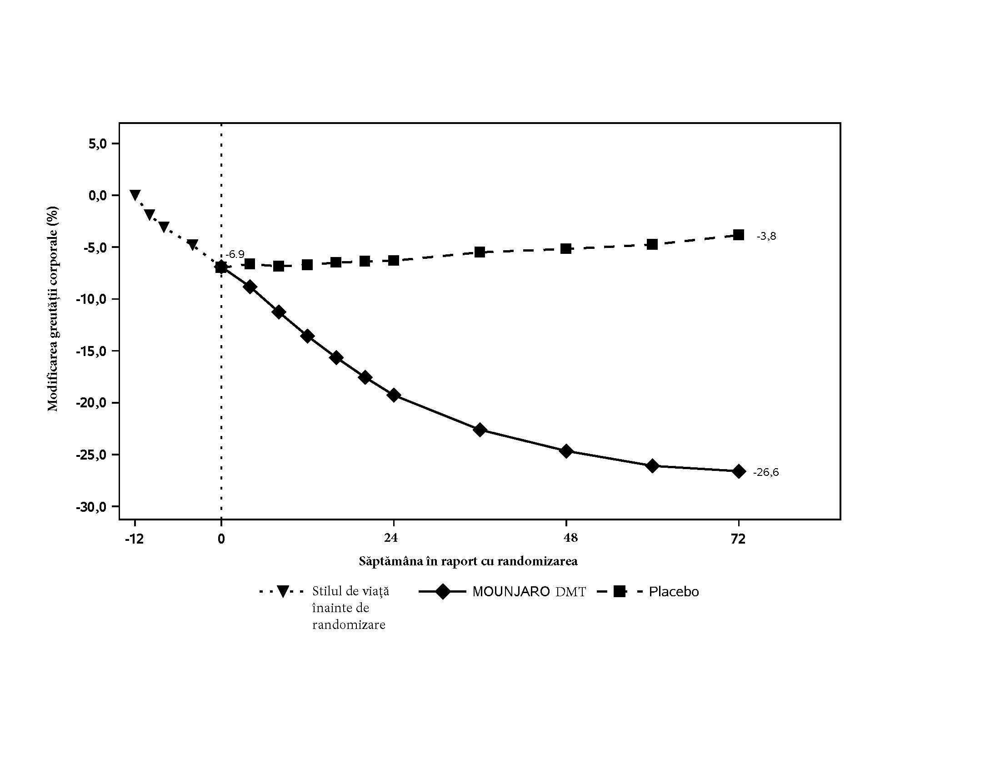 5,0
0,0
-5,0
-10,0
-15,0
-20,0
-25,0
-30,0
Modificarea greutății corporale (%)
-6.9
-3,8
-26,6
-12 0 24 48 72
Săptămâna în raport cu randomizarea
Stilul de viață MOUNJARO DMT Placebo
înainte de
randomizare